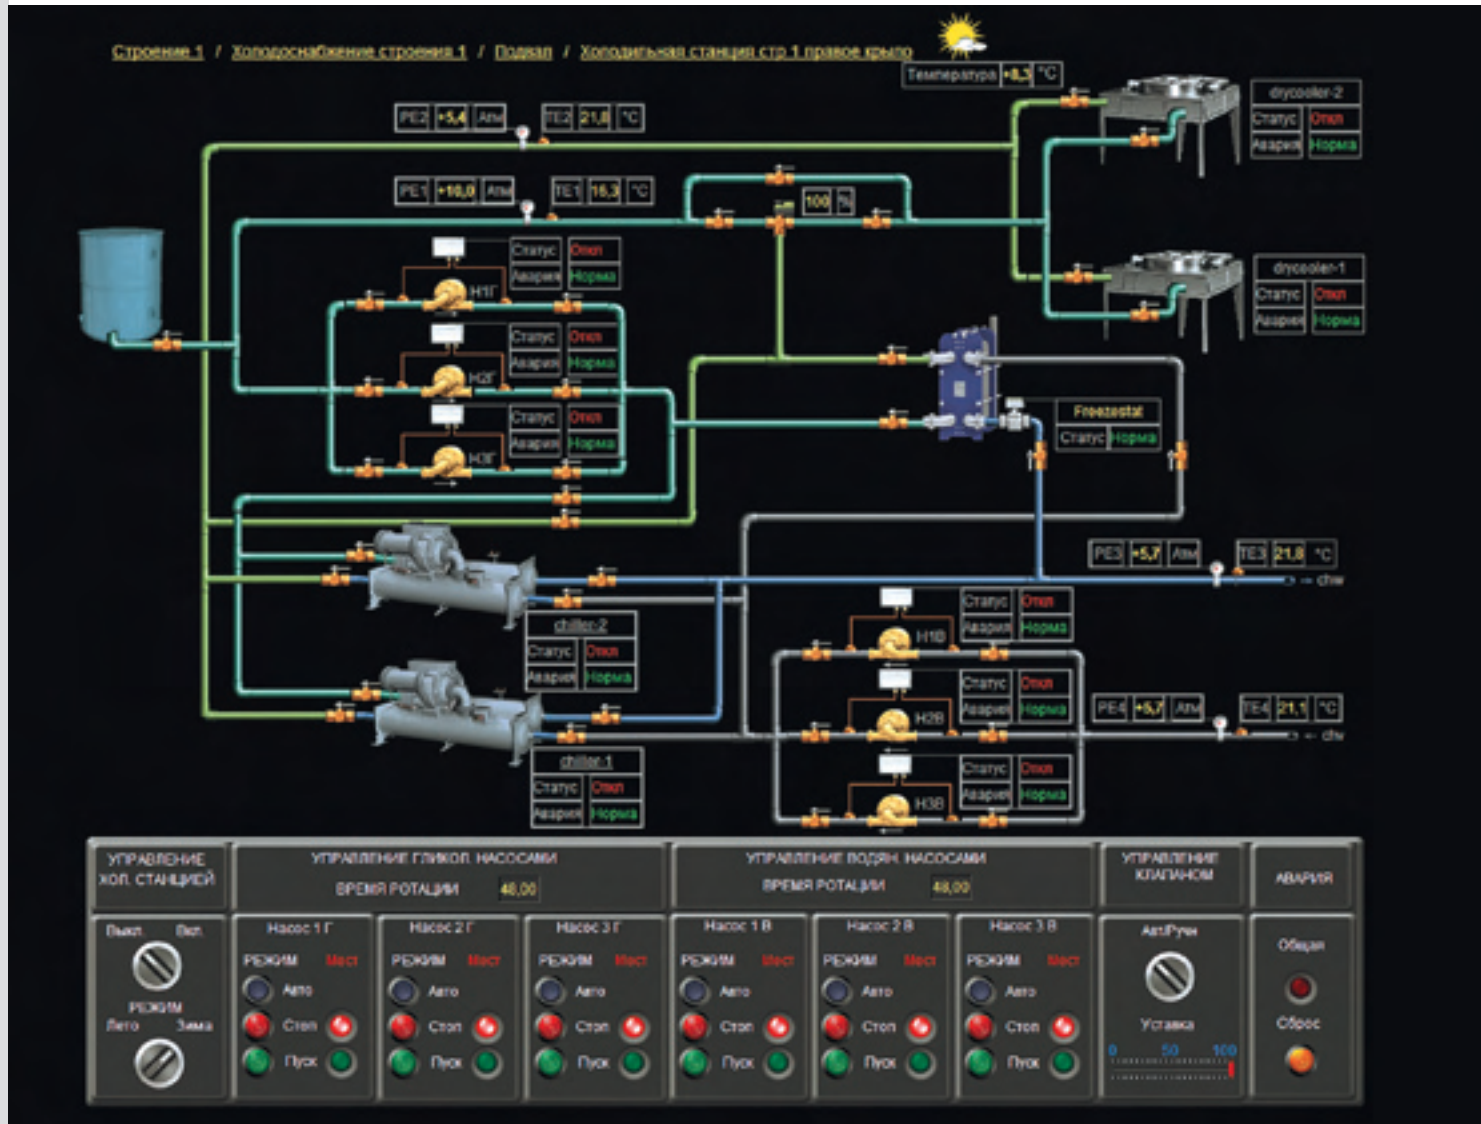 Строение 1 / Холодоснабжение строения 1 / Подвал / Холодильная станция стр 1 правое крыло
Температура +8,3 °C
PE2 +5,4 Атм TE2 21,8 °C
drycooler-2
Статус Откл
Авария Норма
PE1 +10,0 Атм TE1 15,3 °C
100 %
Статус Откл
Авария Норма
Н1Г
drycooler-1
Статус Откл
Авария Норма
Статус Откл
Авария Норма
Н2Г
Статус Откл
Авария Норма
Н3Г
Freezestat
Статус Норма
PE3 +5,7 Атм TE3 21,8 °C
chw
chiller-2
Статус Откл
Авария Норма
Статус Откл
Авария Норма
Н1В
Статус Откл
Авария Норма
Н2В
PE4 +5,7 Атм TE4 21,1 °C
chw
chiller-1
Статус Откл
Авария Норма
Статус Откл
Авария Норма
Н3В
УПРАВЛЕНИЕ
ХОЛ. СТАНЦИЕЙ
УПРАВЛЕНИЕ ГЛИКОЛ. НАСОСАМИ
ВРЕМЯ РОТАЦИИ 48,00
УПРАВЛЕНИЕ ВОДЯН. НАСОСАМИ
ВРЕМЯ РОТАЦИИ 48,00
УПРАВЛЕНИЕ
КЛАПАНОМ
АВАРИЯ
Выкл. Вкл.
РЕЖИМ
Лето Зима
Насос 1 Г
РЕЖИМ Мест
Авто
Стоп
Пуск
Насос 2 Г
РЕЖИМ Мест
Авто
Стоп
Пуск
Насос 3 Г
РЕЖИМ Мест
Авто
Стоп
Пуск
Насос 1 В
РЕЖИМ Мест
Авто
Стоп
Пуск
Насос 2 В
РЕЖИМ Мест
Авто
Стоп
Пуск
Насос 3 В
РЕЖИМ Мест
Авто
Стоп
Пуск
Авт/Ручн
Уставка
0 50 100
Общая
Сброс